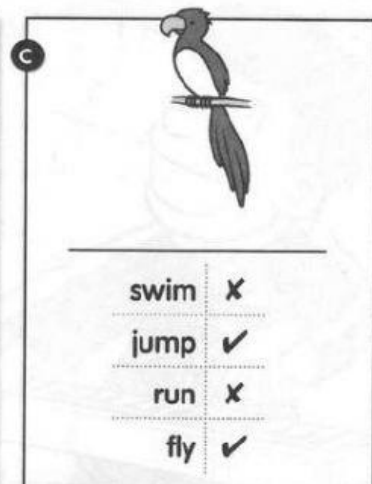 C
swim ✗
jump ✓
run ✗
fly ✓